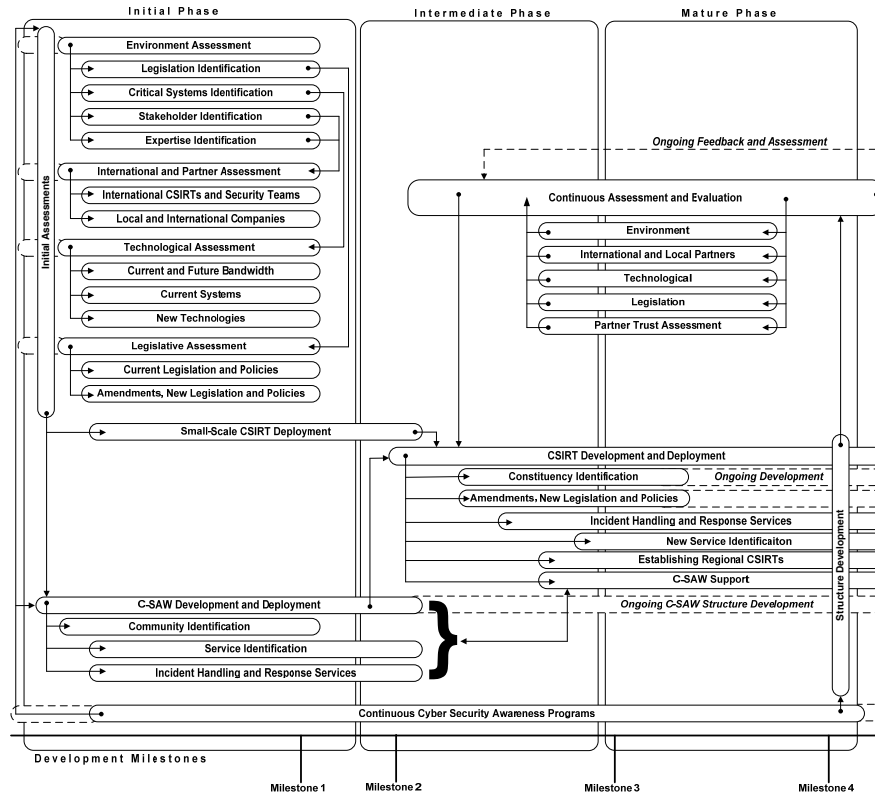 Initial Phase
Intermediate Phase
Mature Phase
Initial Assessments
Environment Assessment
Legislation Identification
Critical Systems Identification
Stakeholder Identification
Expertise Identification
International and Partner Assessment
International CSIRTs and Security Teams
Local and International Companies
Technological Assessment
Current and Future Bandwidth
Current Systems
New Technologies
Legislative Assessment
Current Legislation and Policies
Amendments, New Legislation and Policies
Ongoing Feedback and Assessment
Continuous Assessment and Evaluation
Environment
International and Local Partners
Technological
Legislation
Partner Trust Assessment
Small-Scale CSIRT Deployment
CSIRT Development and Deployment
Constituency Identification
Ongoing Development
Amendments, New Legislation and Policies
Incident Handling and Response Services
New Service Identificaiton
Establishing Regional CSIRTs
C-SAW Support
Structure Development
C-SAW Development and Deployment
Ongoing C-SAW Structure Development
Community Identification
Service Identification
Incident Handling and Response Services
}
Continuous Cyber Security Awareness Programs
Development Milestones
Milestone 1
Milestone 2
Milestone 3
Milestone 4